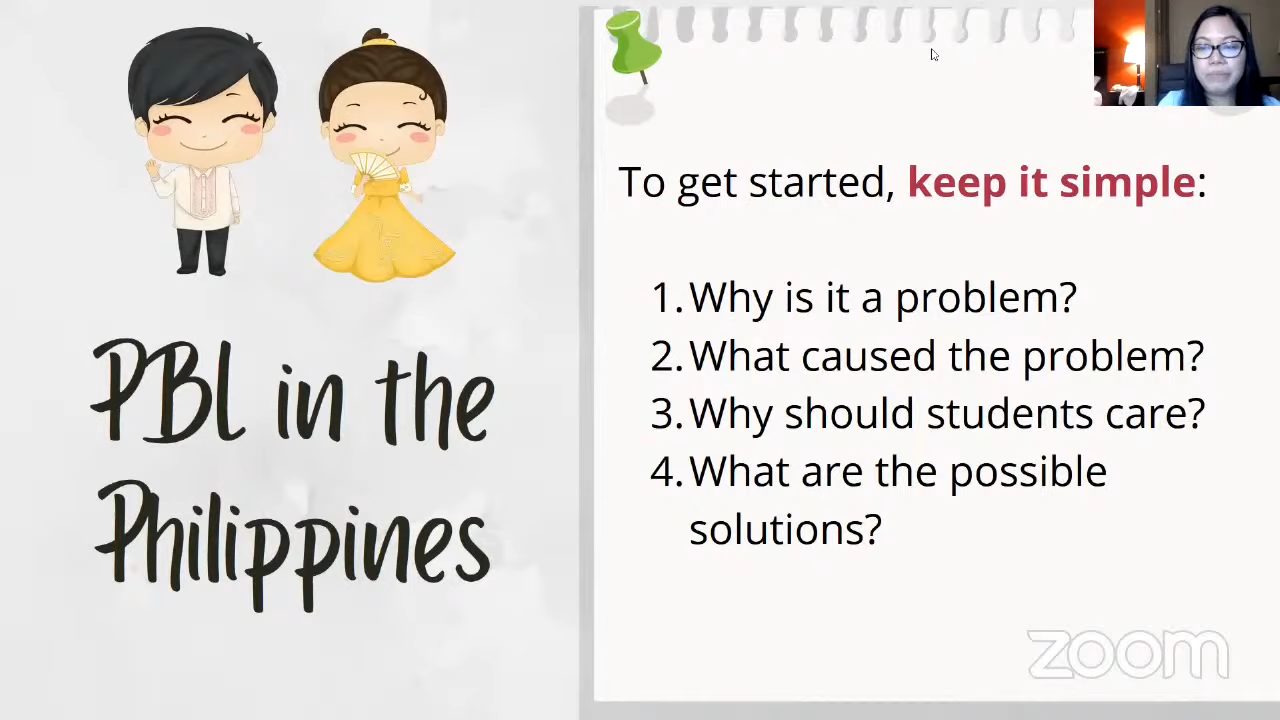 PBL in the
Philippines
To get started, keep it simple:
1. Why is it a problem?
2. What caused the problem?
3. Why should students care?
4. What are the possible
solutions?
zoom